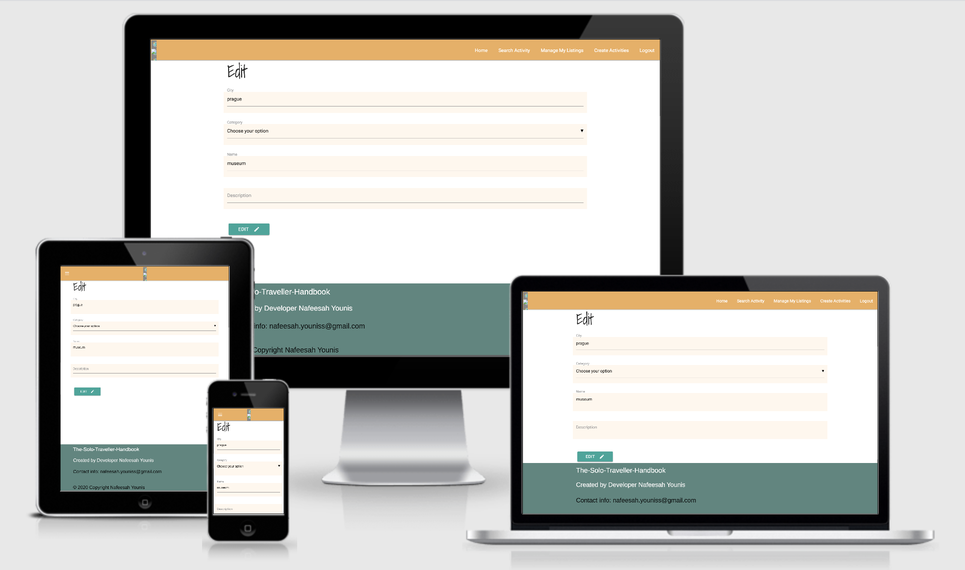 Home Search Activity Manage My Listings Create Activities Logout
Edit
City
prague
Category
Choose your option
Name
museum
Description
EDIT
o-Traveller-Handbook
by Developer Nafeesah Younis
info: nafeesah.youniss@gmail.com
Copyright Nafeesah Younis
Edit
City
prague
Category
Choose your option
Name
museum
Description
EDIT
The-Solo-Traveller-Handbook
Created by Developer Nafeesah Younis
Contact info: nafeesah.youniss@gmail.com
© 2020 Copyright Nafeesah Younis
Edit
City
prague
Choose your option
Name
museum
Description
Home Search Activity Manage My Listings Create Activities Logout
Edit
City
prague
Category
Choose your option
Name
museum
Description
EDIT
The-Solo-Traveller-Handbook
Created by Developer Nafeesah Younis
Contact info: nafeesah.youniss@gmail.com